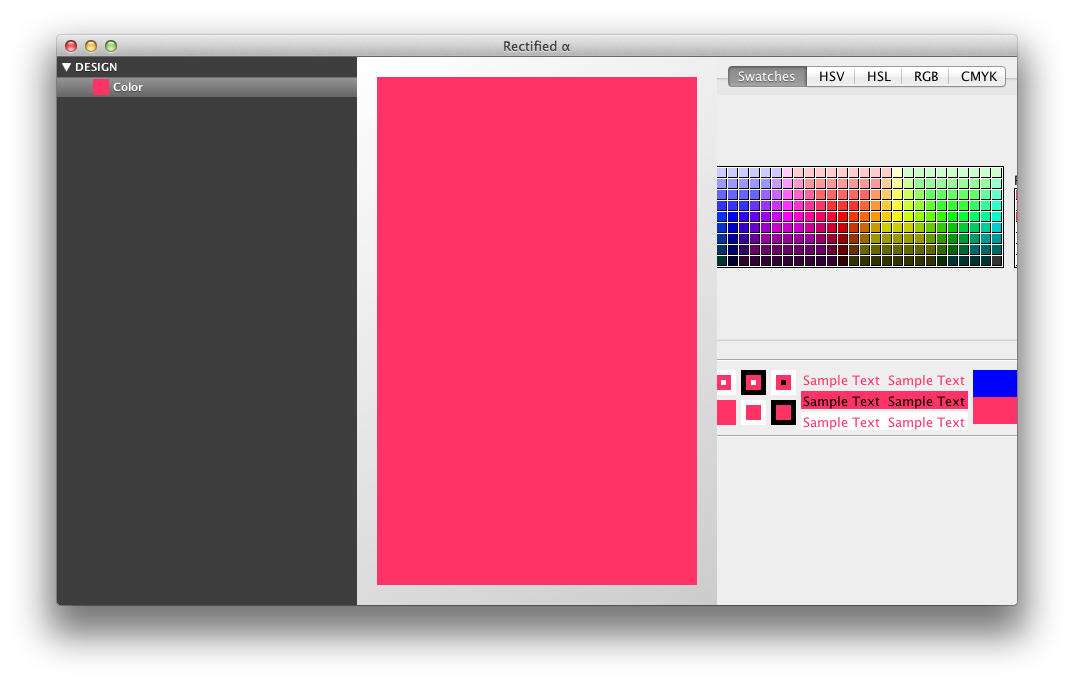 Rectified α
▼ DESIGN
Color
Swatches HSV HSL RGB CMYK
Sample Text Sample Text
Sample Text Sample Text
Sample Text Sample Text